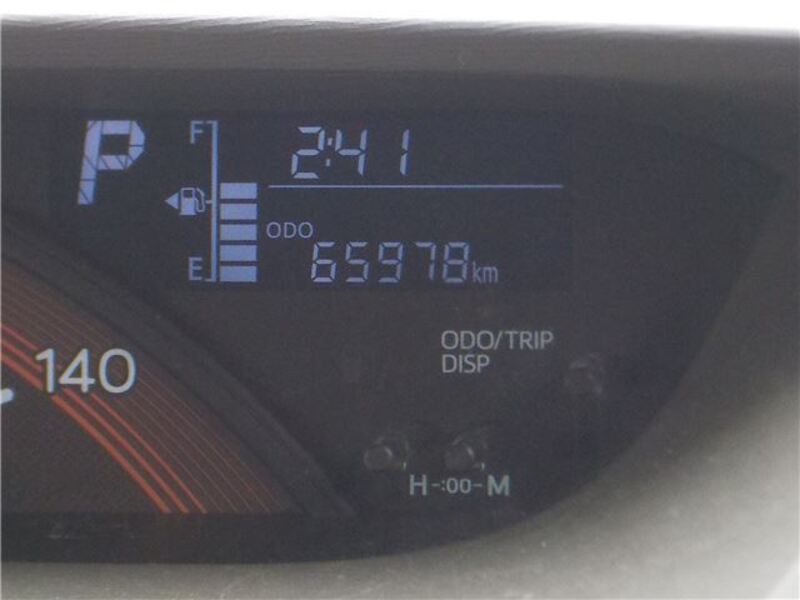 P
F
2:41
ODO
E
65978km
ODO/TRIP
DISP
140
H-:00-M